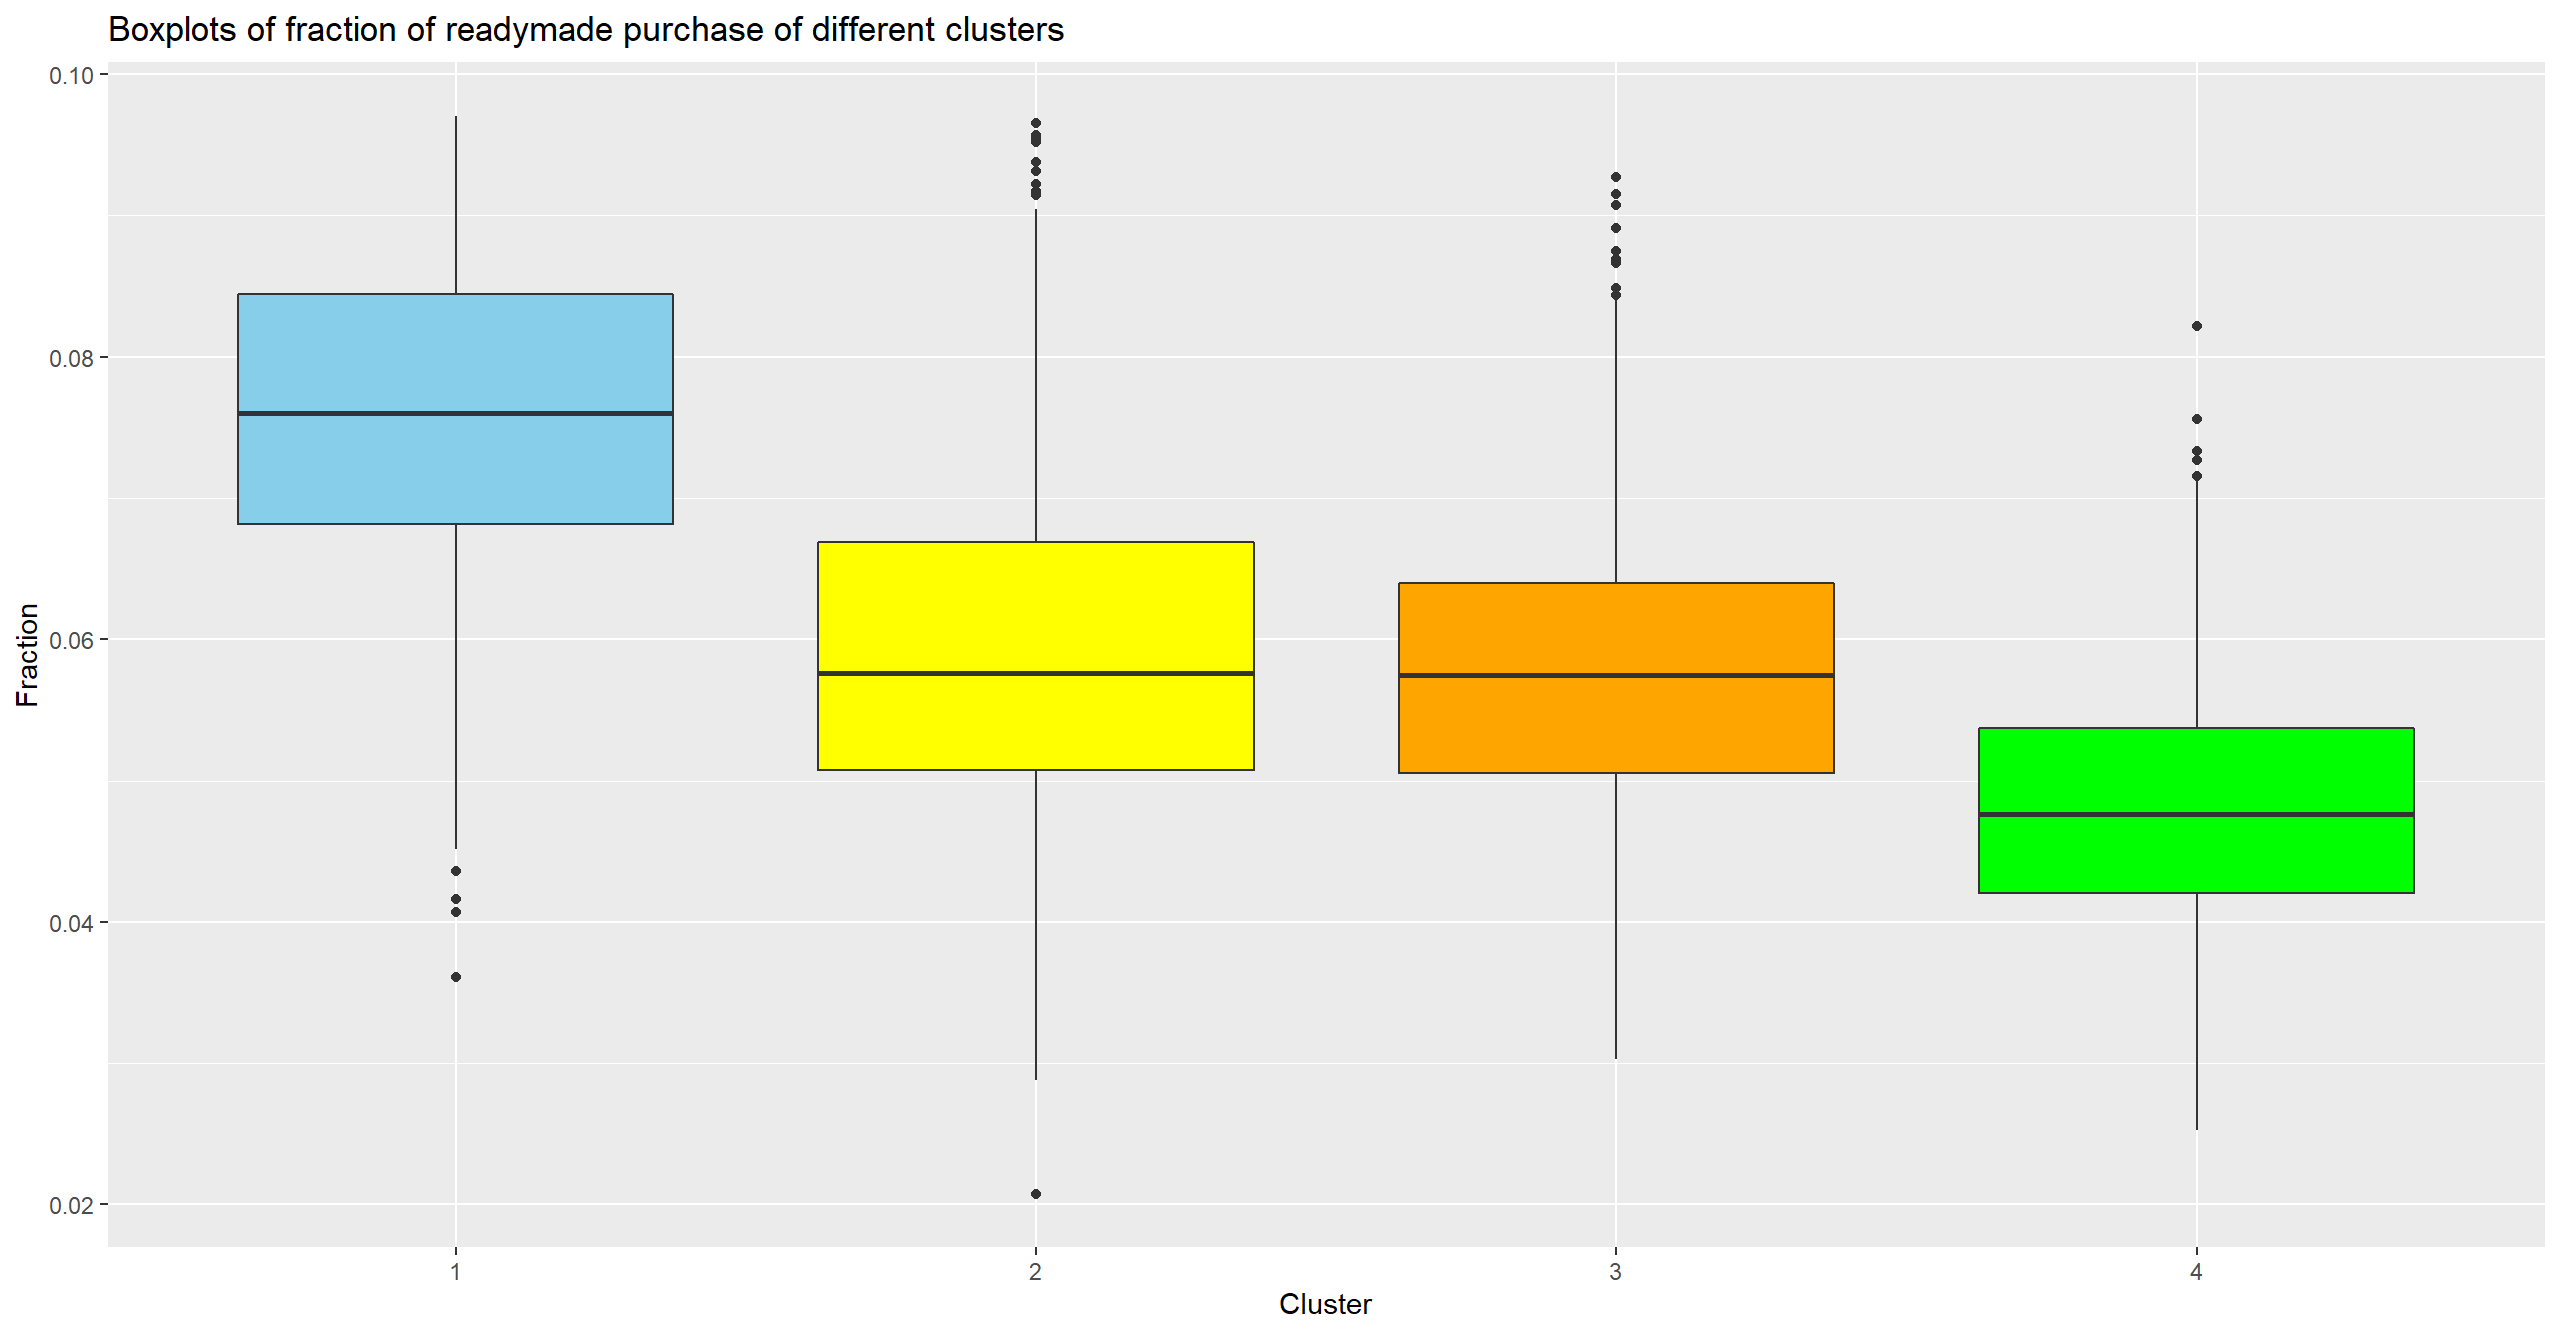 Boxplots of fraction of readymade purchase of different clusters
0.10
0.08
0.06
0.04
0.02
Fraction
1 2 3 4
Cluster